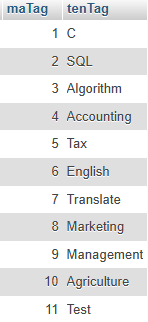 maTag tenTag
1 C
2 SQL
3 Algorithm
4 Accounting
5 Tax
6 English
7 Translate
8 Marketing
9 Management
10 Agriculture
11 Test